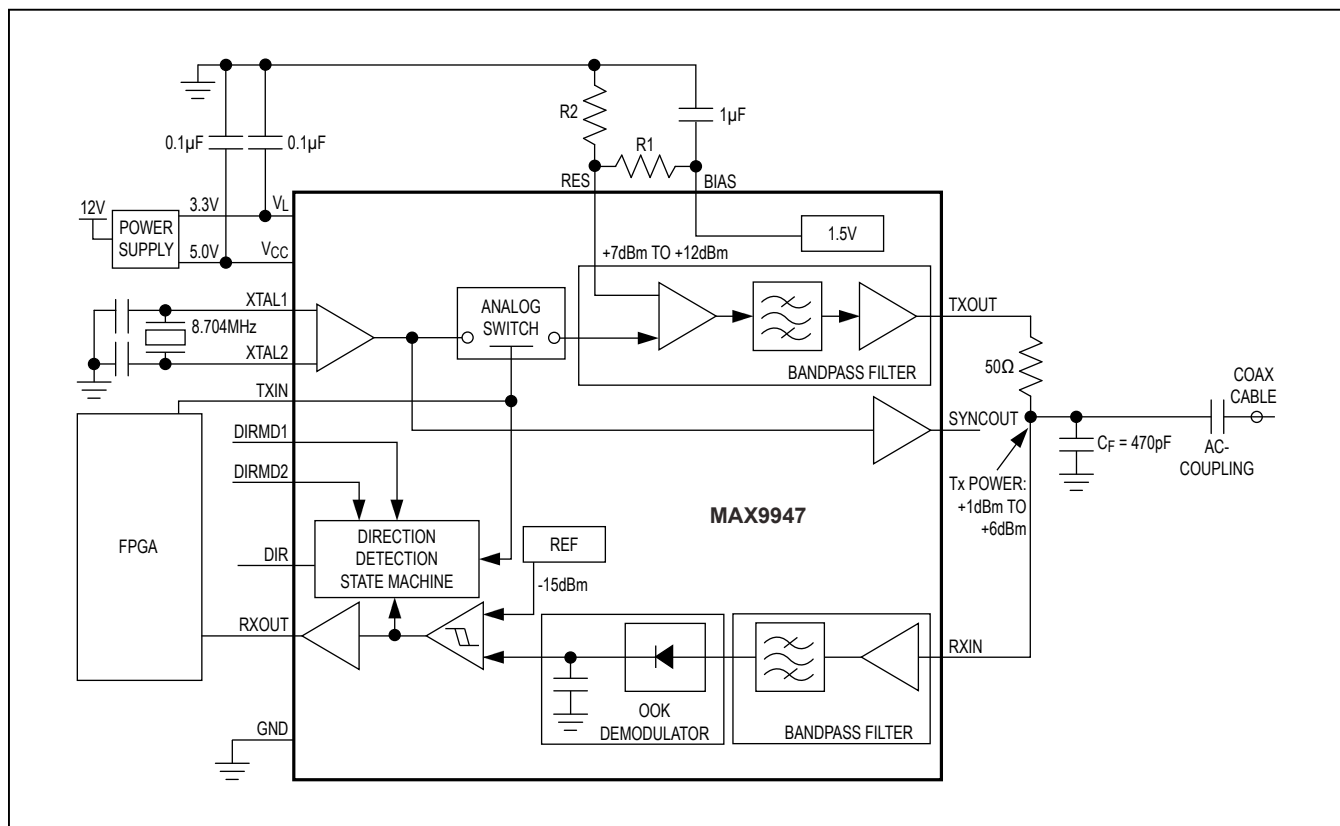 R2
1µF
0.1µF
0.1µF
R1
RES
BIAS
12V
3.3V
VL
POWER
SUPPLY
5.0V
VCC
1.5V
+7dBm TO +12dBm
XTAL1
8.704MHz
XTAL2
ANALOG
SWITCH
TXOUT
BANDPASS FILTER
50Ω
COAX
CABLE
TXIN
SYNCOUT
CF = 470pF
AC-
COUPLING
DIRMD1
DIRMD2
Tx POWER:
+1dBm TO
+6dBm
MAX9947
FPGA
DIR
DIRECTION
DETECTION
STATE MACHINE
REF
-15dBm
RXOUT
RXIN
OOK
DEMODULATOR
BANDPASS FILTER
GND